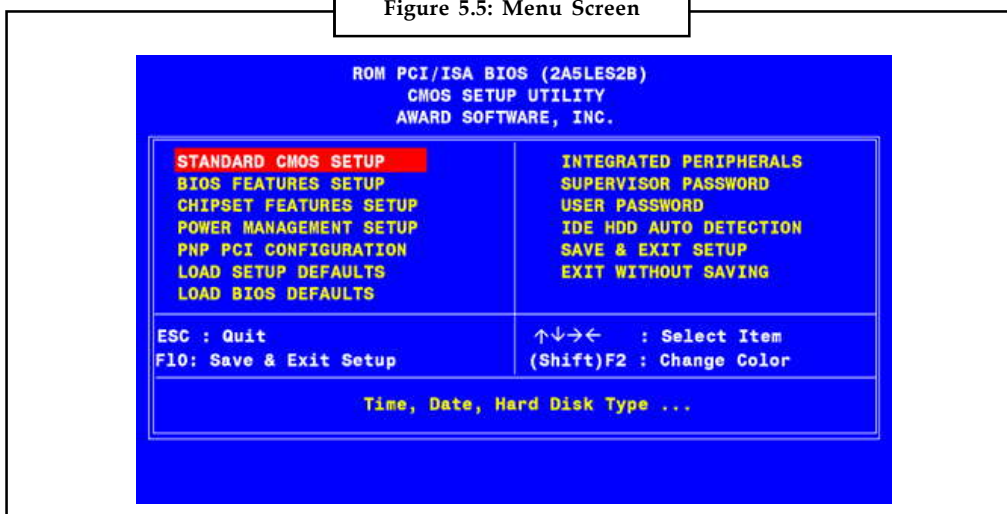 Figure 5.5: Menu Screen
ROM PCI/ISA BIOS (2A5LES2B)
CMOS SETUP UTILITY
AWARD SOFTWARE, INC.
STANDARD CMOS SETUP
BIOS FEATURES SETUP
CHIPSET FEATURES SETUP
POWER MANAGEMENT SETUP
PNP PCI CONFIGURATION
LOAD SETUP DEFAULTS
LOAD BIOS DEFAULTS
INTEGRATED PERIPHERALS
SUPERVISOR PASSWORD
USER PASSWORD
IDE HDD AUTO DETECTION
SAVE & EXIT SETUP
EXIT WITHOUT SAVING
ESC : Quit
F10: Save & Exit Setup
↑↓→← : Select Item
(Shift)F2 : Change Color
Time, Date, Hard Disk Type ...